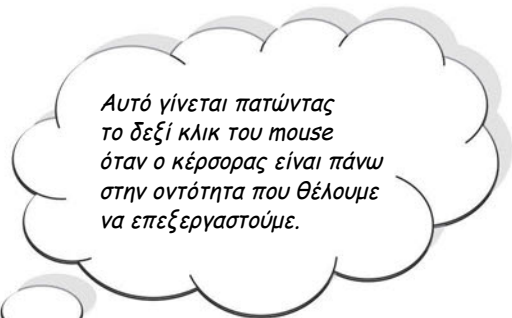 Αυτό γίνεται πατώντας
το δεξί κλικ του mouse
όταν ο κέρσορας είναι πάνω
στην οντότητα που θέλουμε
να επεξεργαστούμε.